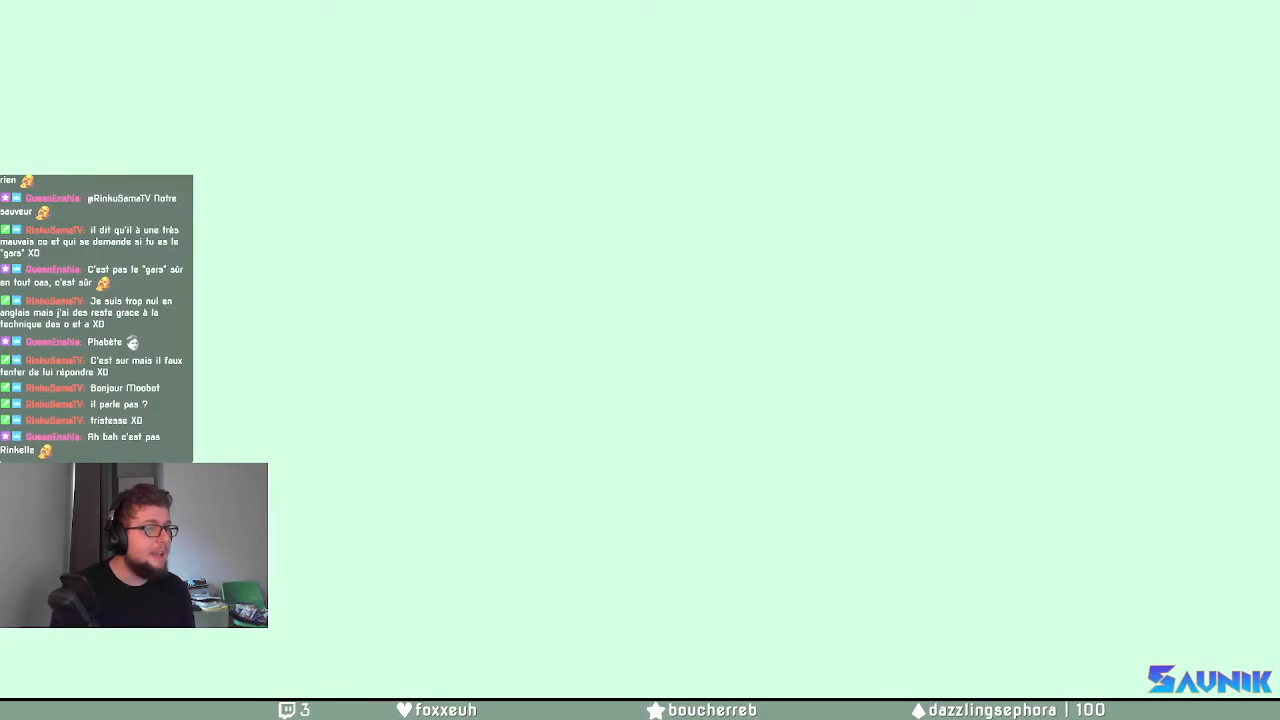 rien
QueenEnshia: @RinkuSamaTV Notre
sauveur
RinkuSamaTV: il dit qu'il à une très
mauvais co et qui se demande si tu es le
"gars" XD
QueenEnshia: C'est pas le "gars" sûr
en tout cas, c'est sûr
RinkuSamaTV: Je suis trop nul en
anglais mais j'ai des reste grace à la
technique des o et a XD
QueenEnshia: Phabète
RinkuSamaTV: C'est sur mais il faux
tenter de lui répondre XD
RinkuSamaTV: Bonjour Moobot
RinkuSamaTV: il parle pas ?
RinkuSamaTV: tristesse XD
QueenEnshia: Ah bah c'est pas
Rinkelle
SAUNIK
3 foxxeuh boucherreb dazzlingsephora | 100